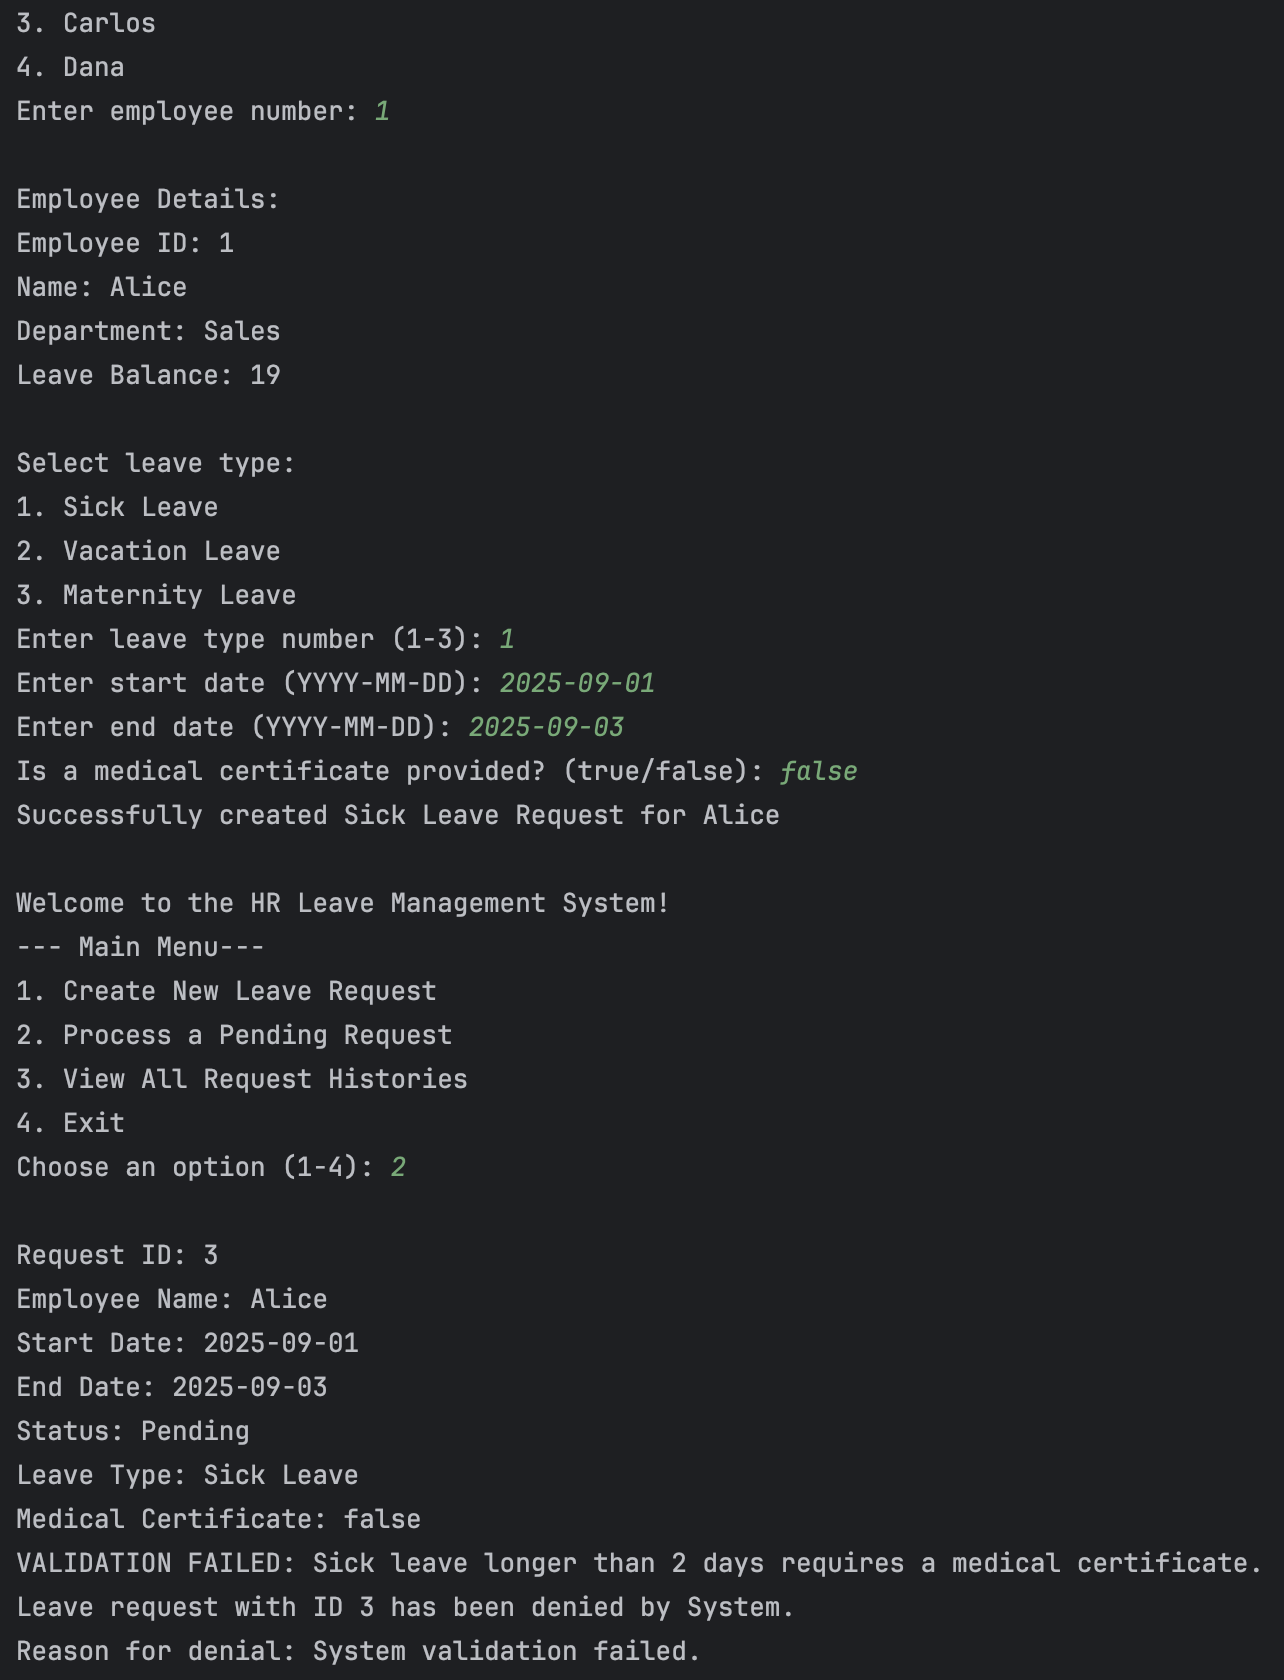 3. Carlos
4. Dana
Enter employee number: 1
Employee Details:
Employee ID: 1
Name: Alice
Department: Sales
Leave Balance: 19
Select leave type:
1. Sick Leave
2. Vacation Leave
3. Maternity Leave
Enter leave type number (1-3): 1
Enter start date (YYYY-MM-DD): 2025-09-01
Enter end date (YYYY-MM-DD): 2025-09-03
Is a medical certificate provided? (true/false): false
Successfully created Sick Leave Request for Alice
Welcome to the HR Leave Management System!
--- Main Menu---
1. Create New Leave Request
2. Process a Pending Request
3. View All Request Histories
4. Exit
Choose an option (1-4): 2
Request ID: 3
Employee Name: Alice
Start Date: 2025-09-01
End Date: 2025-09-03
Status: Pending
Leave Type: Sick Leave
Medical Certificate: false
VALIDATION FAILED: Sick leave longer than 2 days requires a medical certificate.
Leave request with ID 3 has been denied by System.
Reason for denial: System validation failed.